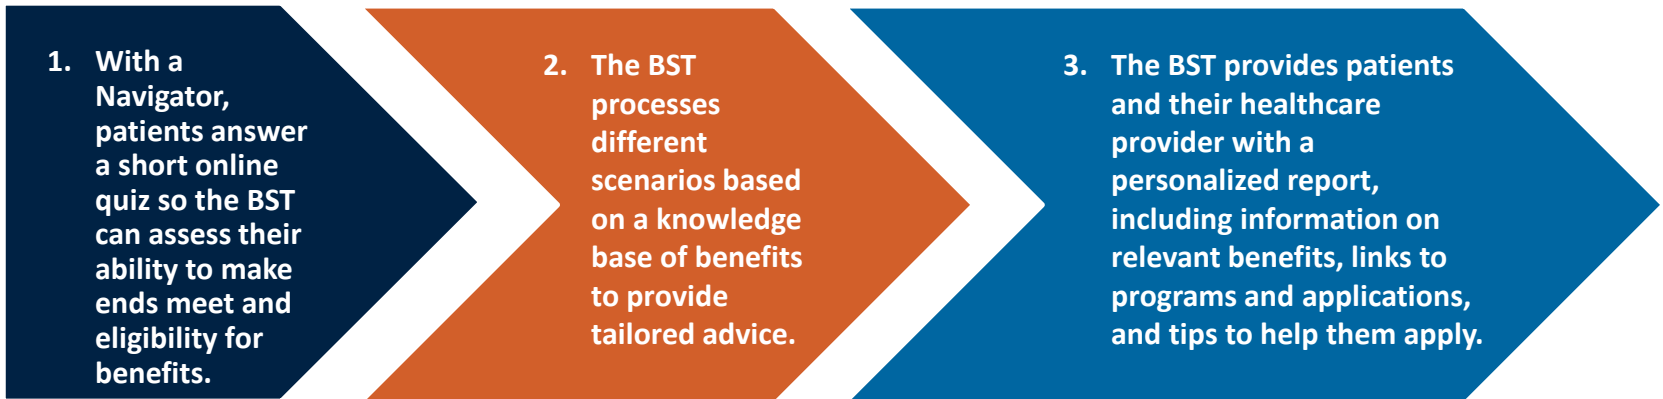 1. With a
Navigator,
patients answer
a short online
quiz so the BST
can assess their
ability to make
ends meet and
eligibility for
benefits.
2. The BST
processes
different
scenarios based
on a knowledge
base of benefits
to provide
tailored advice.
3. The BST provides patients
and their healthcare
provider with a
personalized report,
including information on
relevant benefits, links to
programs and applications,
and tips to help them apply.